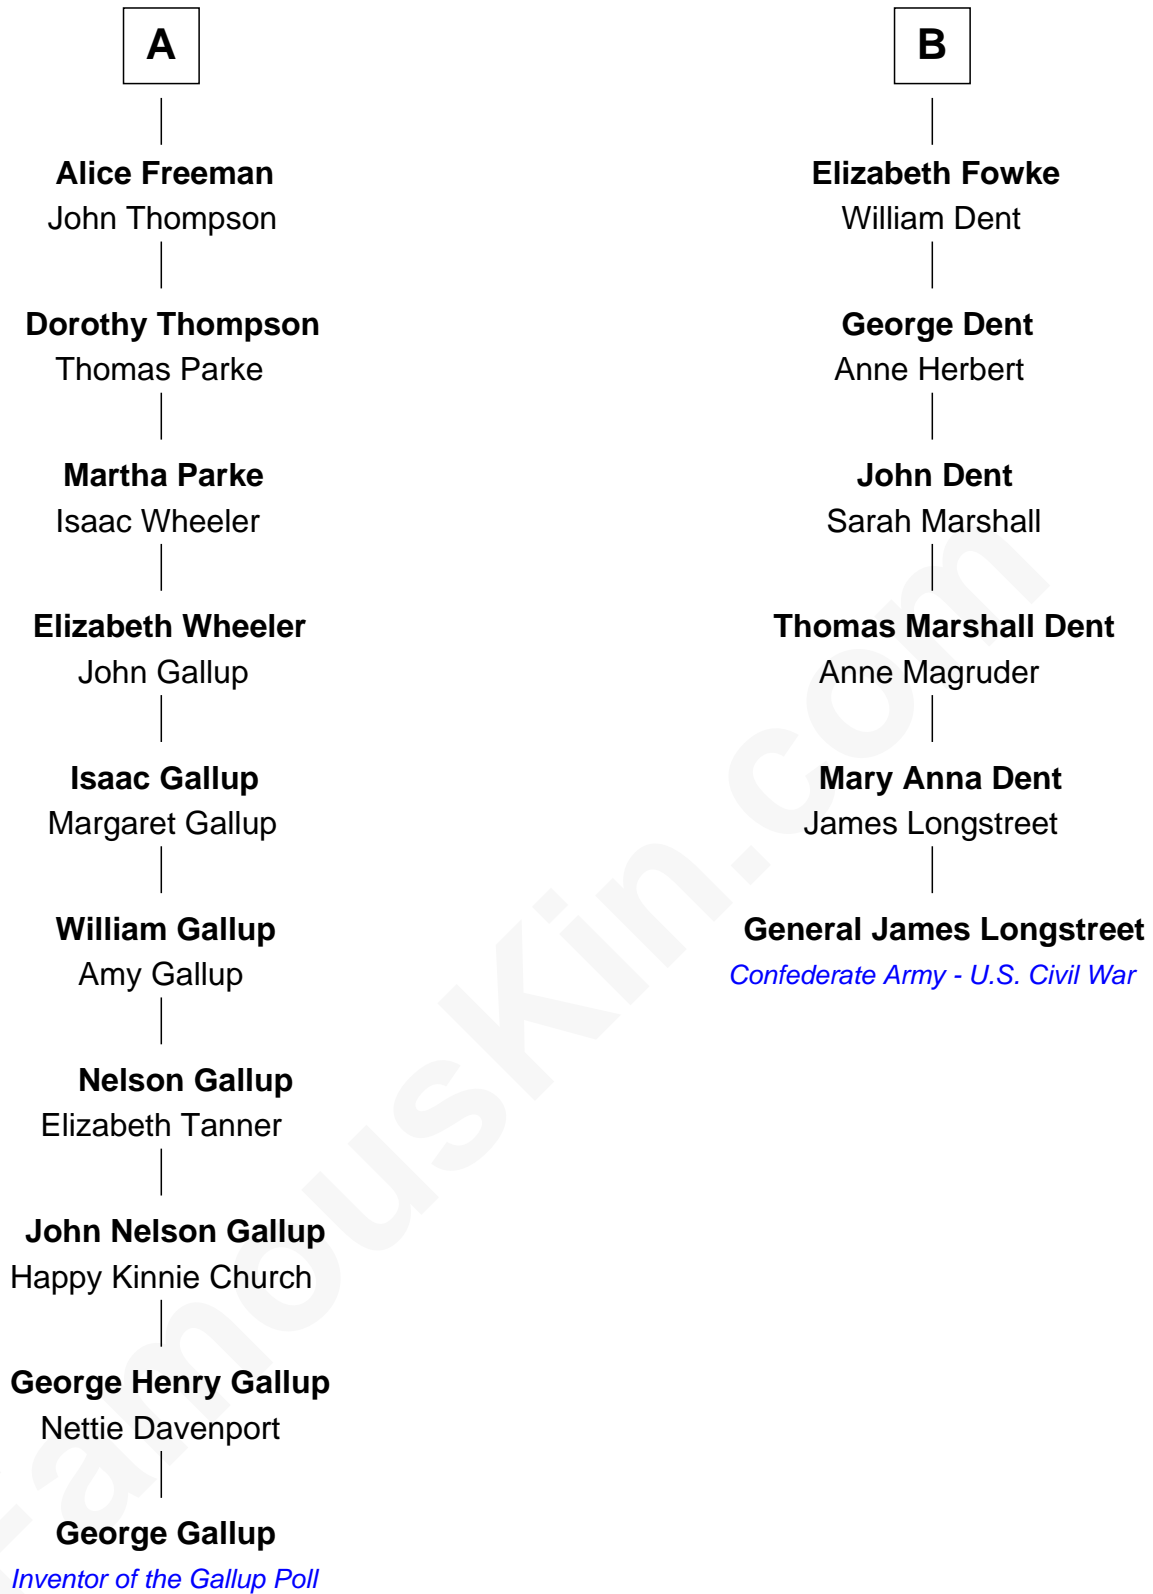 A
Alice Freeman
John Thompson
Dorothy Thompson
Thomas Parke
Martha Parke
Isaac Wheeler
Elizabeth Wheeler
John Gallup
Isaac Gallup
Margaret Gallup
William Gallup
Amy Gallup
Nelson Gallup
Elizabeth Tanner
John Nelson Gallup
Happy Kinnie Church
George Henry Gallup
Nettie Davenport
George Gallup
Inventor of the Gallup Poll
B
Elizabeth Fowke
William Dent
George Dent
Anne Herbert
John Dent
Sarah Marshall
Thomas Marshall Dent
Anne Magruder
Mary Anna Dent
James Longstreet
General James Longstreet
Confederate Army - U.S. Civil War
FamousKin.com